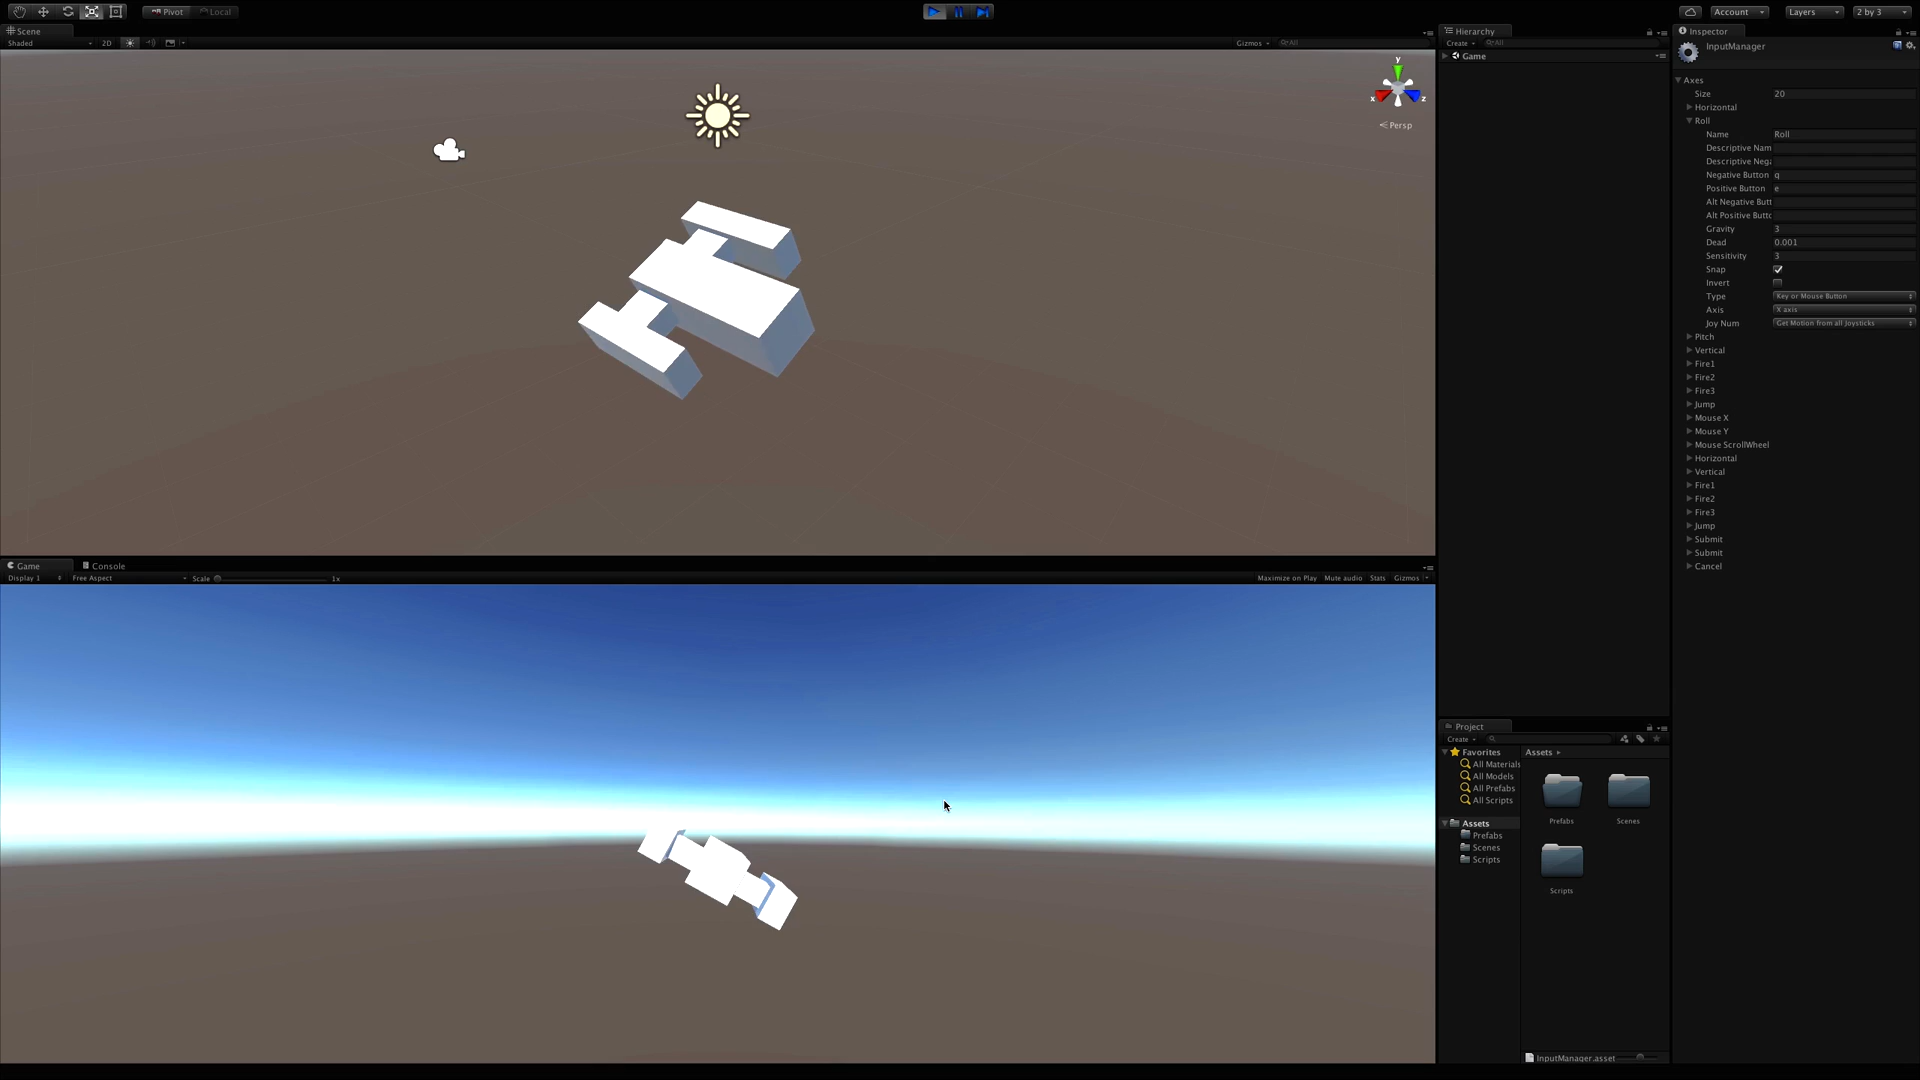 Pivot Local
Account Layers 2 by 3
Scene
Shaded 2D Gizmos All
y
x z
Persp
Game Console
Display 1 Free Aspect Scale 1x Maximize on Play Mute audio Stats Gizmos
Hierarchy
Create All
Game
Project
Create
Favorites
All Materials
All Models
All Prefabs
All Scripts
Assets
Prefabs
Scenes
Scripts
Assets
Prefabs Scenes
Scripts
InputManager.asset
Inspector
InputManager
Axes
Size 20
Horizontal
Roll
Name Roll
Descriptive Nam
Descriptive Neg
Negative Button q
Positive Button e
Alt Negative Butt
Alt Positive Butto
Gravity 3
Dead 0.001
Sensitivity 3
Snap
Invert
Type Key or Mouse Button
Axis X axis
Joy Num Get Motion from all Joysticks
Pitch
Vertical
Fire1
Fire2
Fire3
Jump
Mouse X
Mouse Y
Mouse ScrollWheel
Horizontal
Vertical
Fire1
Fire2
Fire3
Jump
Submit
Submit
Cancel